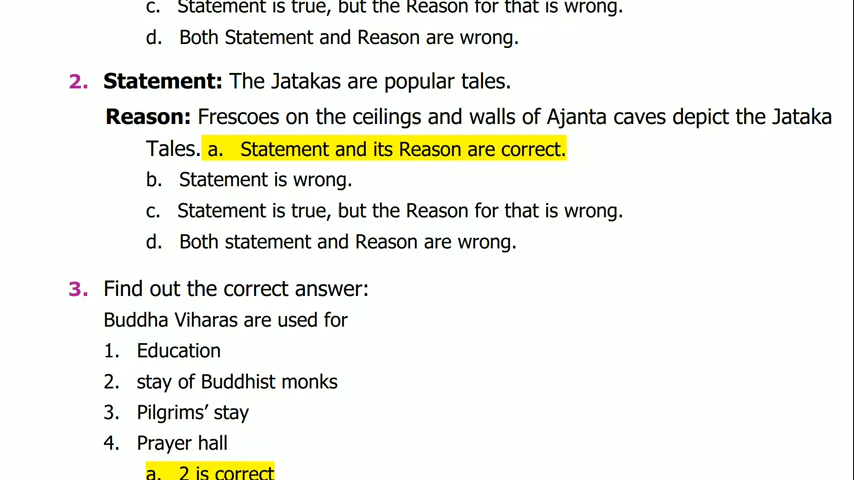 c. Statement is true, but the Reason for that is wrong.
d. Both Statement and Reason are wrong.
2. Statement: The Jatakas are popular tales.
Reason: Frescoes on the ceilings and walls of Ajanta caves depict the Jataka
Tales. a. Statement and its Reason are correct.
b. Statement is wrong.
c. Statement is true, but the Reason for that is wrong.
d. Both statement and Reason are wrong.
3. Find out the correct answer:
Buddha Viharas are used for
1. Education
2. stay of Buddhist monks
3. Pilgrims’ stay
4. Prayer hall
a. 2 is correct